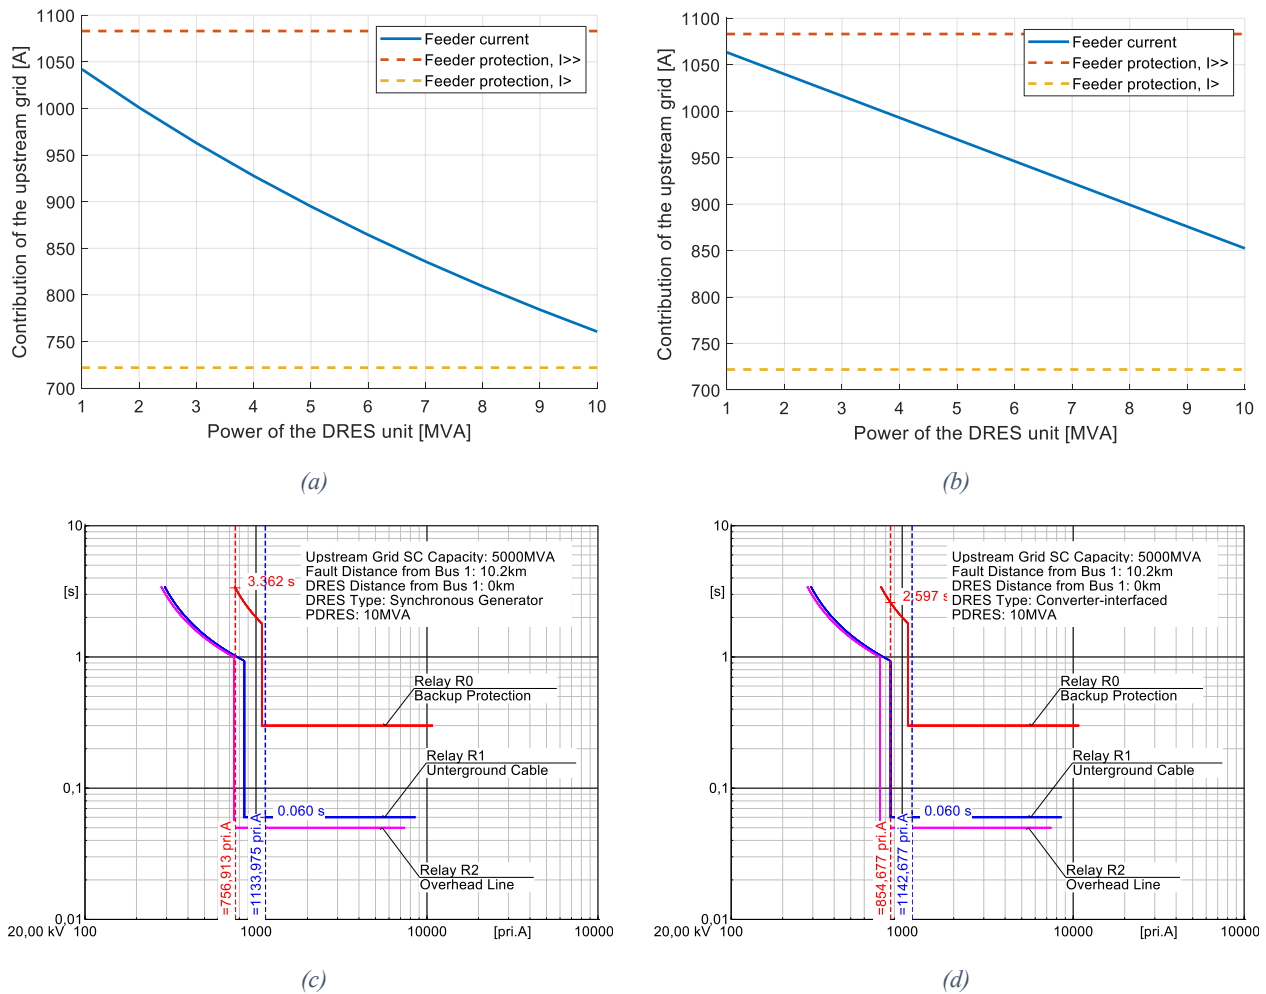 1100
1050
1000
950
900
850
800
750
700
Contribution of the upstream grid [A]
Feeder current
Feeder protection, I>>
Feeder protection, I>
1 2 3 4 5 6 7 8 9 10
Power of the DRES unit [MVA]
(a)
1100
1050
1000
950
900
850
800
750
700
Contribution of the upstream grid [A]
Feeder current
Feeder protection, I>>
Feeder protection, I>
1 2 3 4 5 6 7 8 9 10
Power of the DRES unit [MVA]
(b)
10
[s]
1
0,1
0,01
3.362 s
Upstream Grid SC Capacity: 5000MVA
Fault Distance from Bus 1: 10.2km
DRES Distance from Bus 1: 0km
DRES Type: Synchronous Generator
PDRES: 10MVA
Relay R0
Backup Protection
Relay R1
Unterground Cable
0.060 s
Relay R2
Overhead Line
=756,913 pri.A
=1133,975 pri.A
20,00 kV 100 1000 10000 [pri.A] 10000
(c)
10
[s]
1
0,1
0,01
2.597 s
Upstream Grid SC Capacity: 5000MVA
Fault Distance from Bus 1: 10.2km
DRES Distance from Bus 1: 0km
DRES Type: Converter-interfaced
PDRES: 10MVA
Relay R0
Backup Protection
Relay R1
Unterground Cable
0.060 s
Relay R2
Overhead Line
=854,677 pri.A
=1142,677 pri.A
20,00 kV 100 1000 10000 [pri.A] 10000
(d)